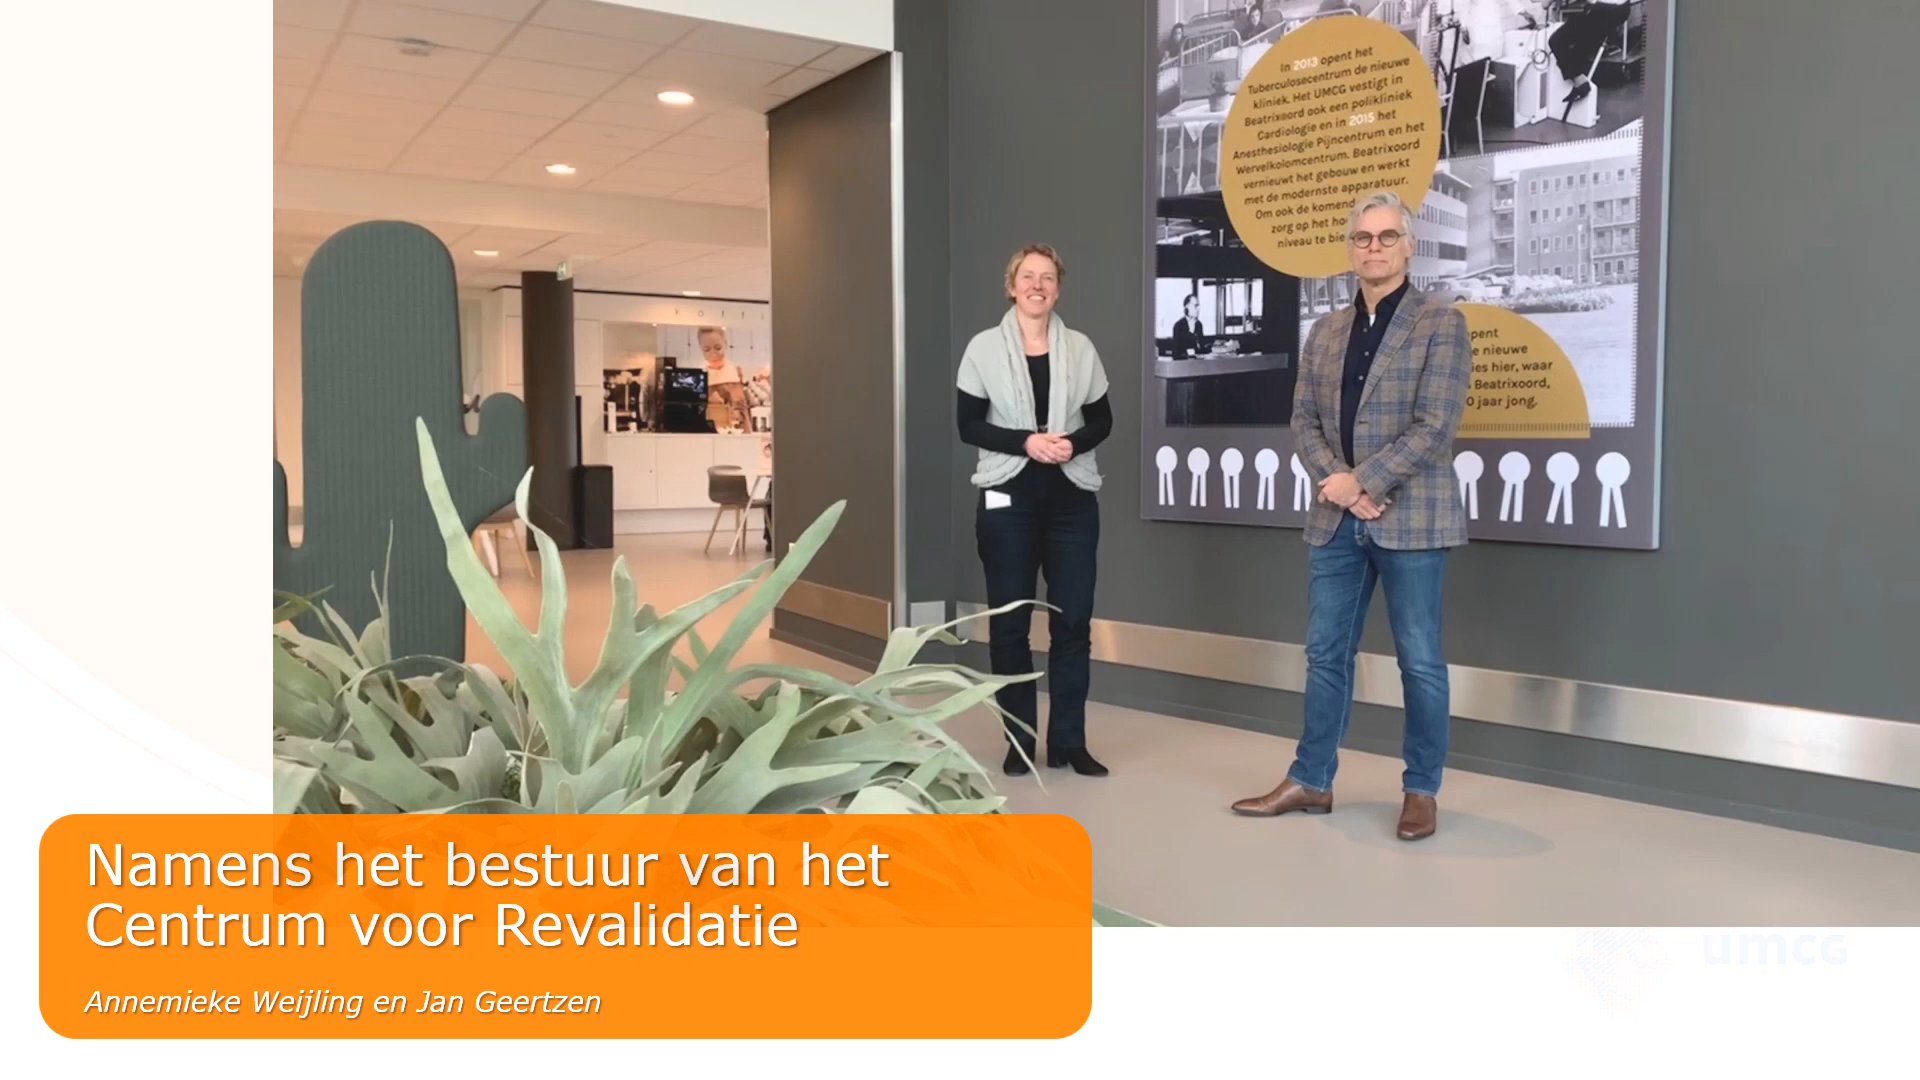 In 2013 opent het
Tuberculosecentrum de nieuwe
kliniek. Het UMCG vestigt in
Beatrixoord ook een polikliniek
Cardiologie en in 2015 het
Anesthesiologie Pijncentrum en het
Wervelkolomcentrum. Beatrixoord
vernieuwt het gebouw en werkt
met de modernste apparatuur.
Om ook de komend
zorg op het ho
niveau te bie
pent
e nieuwe
ies hier, waar
Beatrixoord,
0 jaar jong.
Namens het bestuur van het
Centrum voor Revalidatie
Annemieke Weijling en Jan Geertzen
umcg